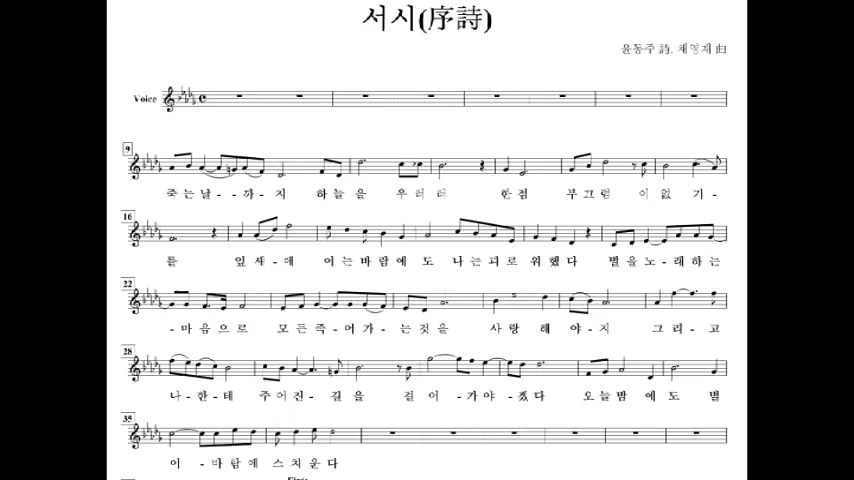 서시(序詩)
윤동주 詩. 채영재 曲
Voice
9
죽는날--까-지 하늘을 우러러 한점 부끄럼 이없기-
16
를 잎새-에 이는바람에도 나는괴로워했다 별을노-래하는
22
-마음으로 모든죽-어가-는것을 사랑 해 야-지 그리-고
28
나-한테 주어진-길을 걸 어-가야-겠다 오늘밤 에도 별
35
이 -바람에 스치운다